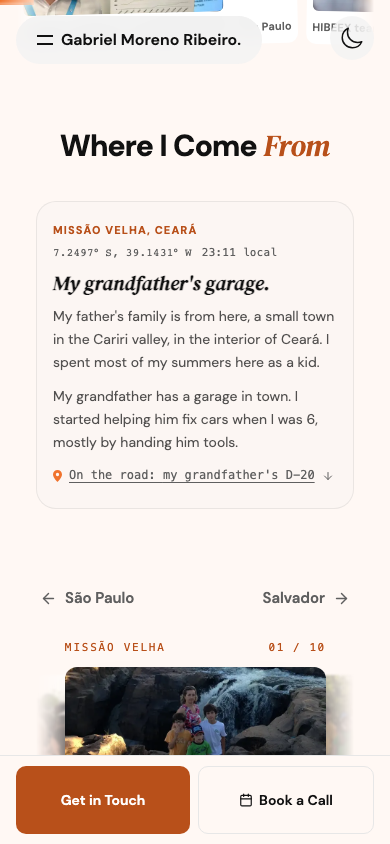 Paulo
HIBEEX
Gabriel Moreno Ribeiro.
Where I Come From
MISSÃO VELHA, CEARÁ
7.2497° S, 39.1431° W 23:11 local
My grandfather's garage.
My father's family is from here, a small town
in the Cariri valley, in the interior of Ceará. I
spent most of my summers here as a kid.
My grandfather has a garage in town. I
started helping him fix cars when I was 6,
mostly by handing him tools.
On the road: my grandfather's D-20 ↓
← São Paulo
Salvador →
MISSÃO VELHA
01 / 10
Get in Touch
Book a Call